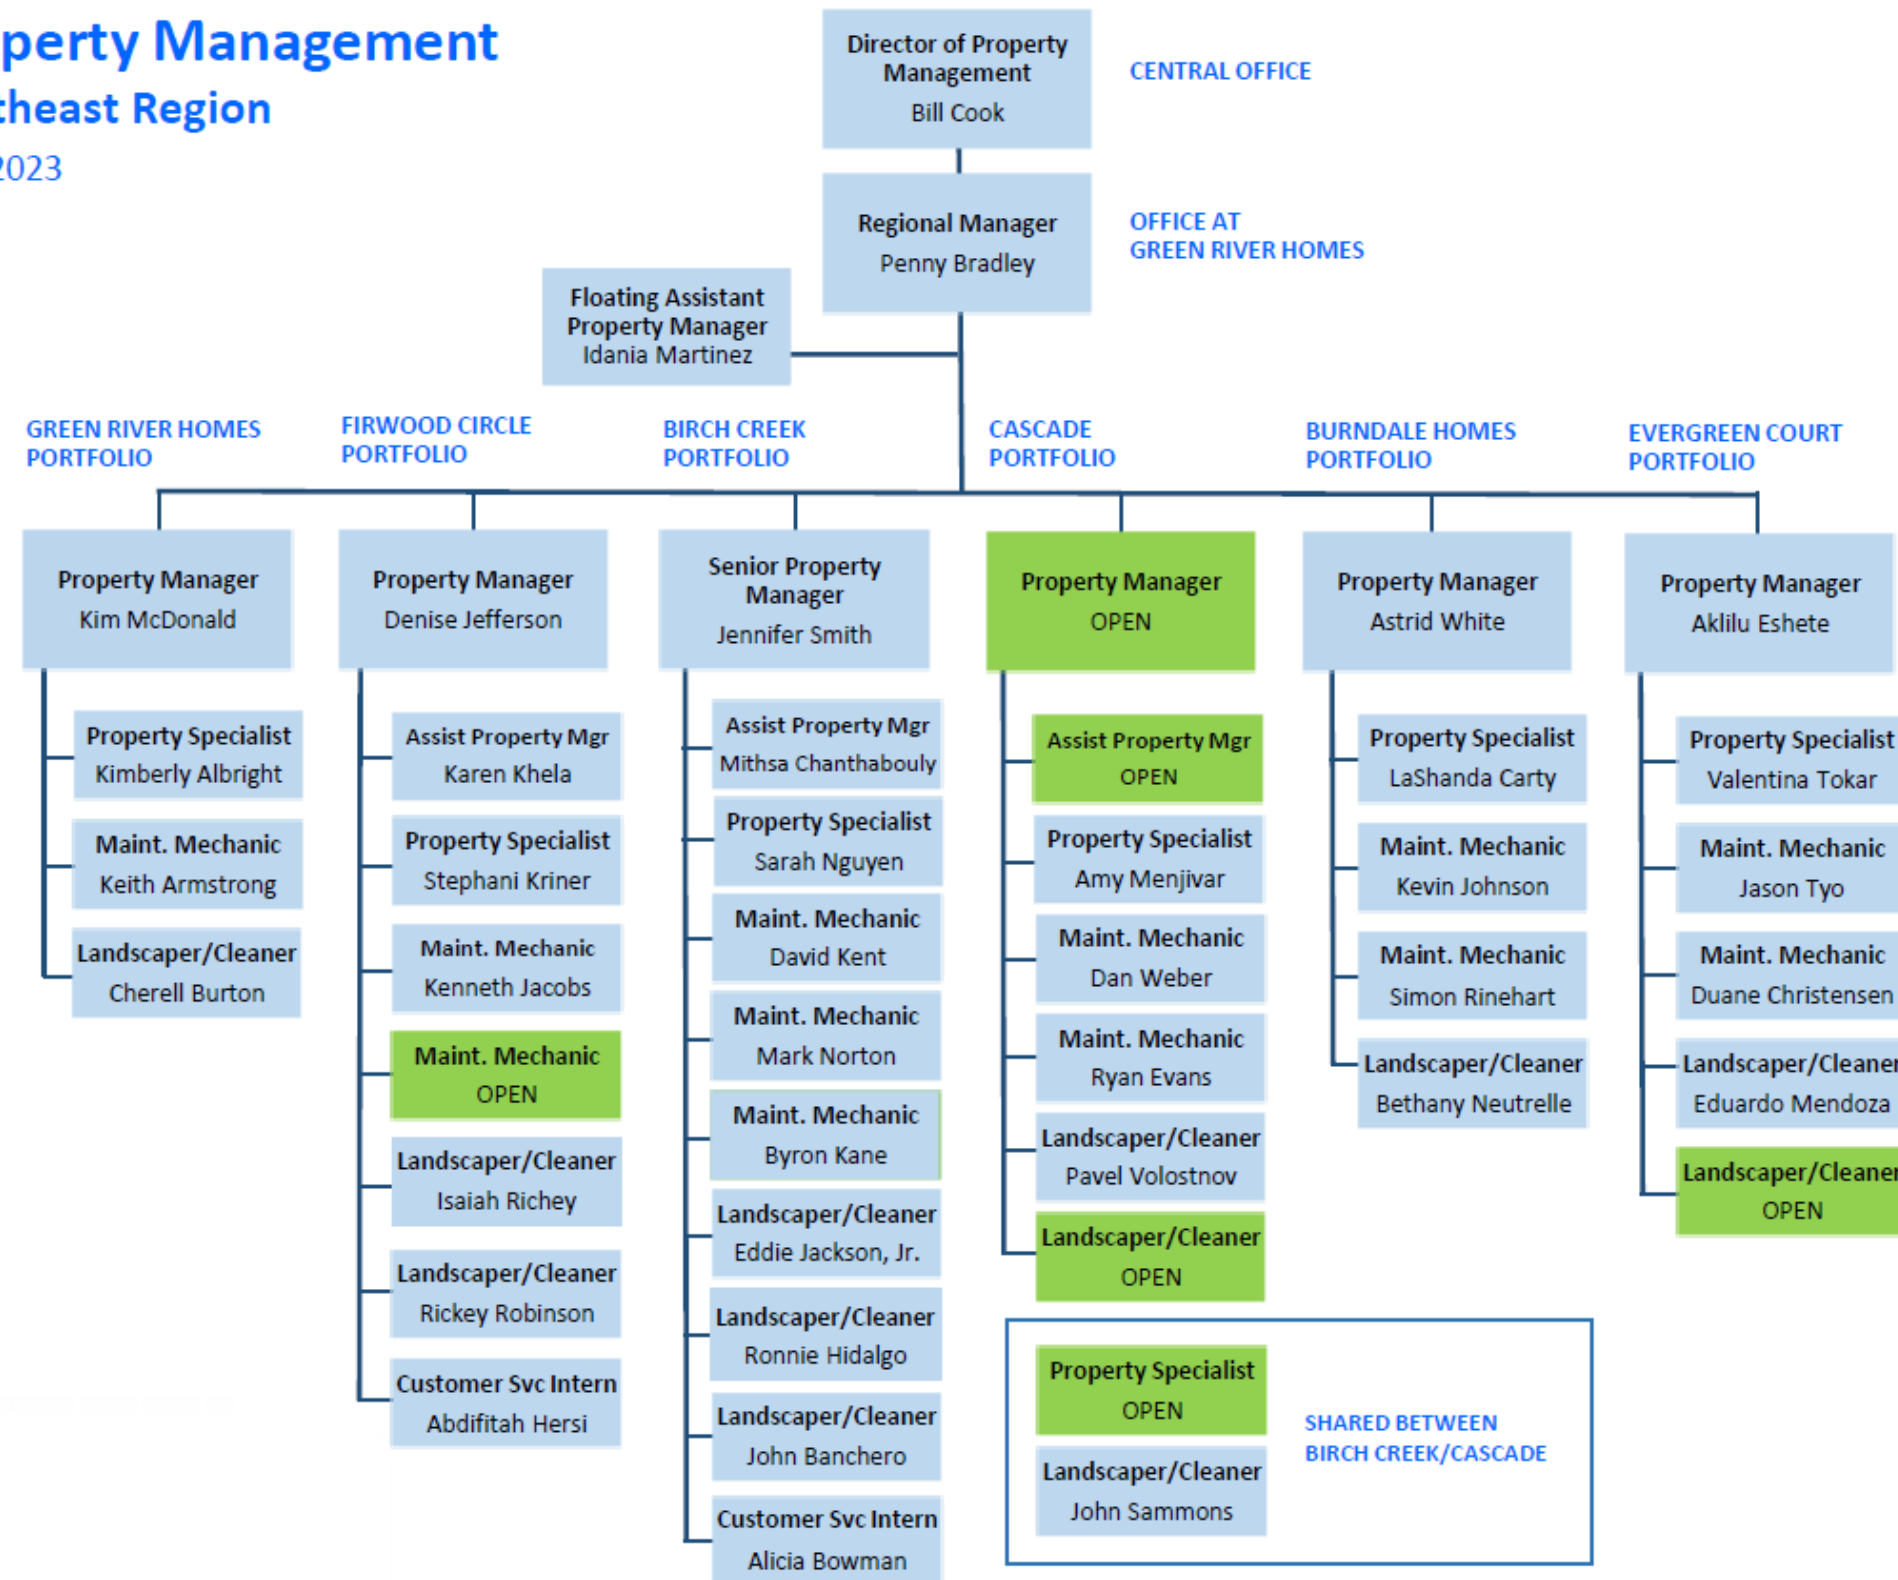 perty Management
theast Region
2023
Director of Property
Management
Bill Cook
CENTRAL OFFICE
Regional Manager
Penny Bradley
OFFICE AT
GREEN RIVER HOMES
Floating Assistant
Property Manager
Idania Martinez
GREEN RIVER HOMES
PORTFOLIO
FIRWOOD CIRCLE
PORTFOLIO
BIRCH CREEK
PORTFOLIO
CASCADE
PORTFOLIO
BURNDALE HOMES
PORTFOLIO
EVERGREEN COURT
PORTFOLIO
Property Manager
Kim McDonald
Property Specialist
Kimberly Albright
Maint. Mechanic
Keith Armstrong
Landscaper/Cleaner
Cherell Burton
Property Manager
Denise Jefferson
Assist Property Mgr
Karen Khela
Property Specialist
Stephani Kriner
Maint. Mechanic
Kenneth Jacobs
Maint. Mechanic
OPEN
Landscaper/Cleaner
Isaiah Richey
Landscaper/Cleaner
Rickey Robinson
Customer Svc Intern
Abdifitah Hersi
Senior Property
Manager
Jennifer Smith
Assist Property Mgr
Mithsa Chanthabouly
Property Specialist
Sarah Nguyen
Maint. Mechanic
David Kent
Maint. Mechanic
Mark Norton
Maint. Mechanic
Byron Kane
Landscaper/Cleaner
Eddie Jackson, Jr.
Landscaper/Cleaner
Ronnie Hidalgo
Landscaper/Cleaner
John Banchero
Customer Svc Intern
Alicia Bowman
Property Manager
OPEN
Assist Property Mgr
OPEN
Property Specialist
Amy Menjivar
Maint. Mechanic
Dan Weber
Maint. Mechanic
Ryan Evans
Landscaper/Cleaner
Pavel Volostnov
Landscaper/Cleaner
OPEN
Property Specialist
OPEN
Landscaper/Cleaner
John Sammons
SHARED BETWEEN
BIRCH CREEK/CASCADE
Property Manager
Astrid White
Property Specialist
LaShanda Carty
Maint. Mechanic
Kevin Johnson
Maint. Mechanic
Simon Rinehart
Landscaper/Cleaner
Bethany Neutrelle
Property Manager
Aklilu Eshete
Property Specialist
Valentina Tokar
Maint. Mechanic
Jason Tyo
Maint. Mechanic
Duane Christensen
Landscaper/Cleaner
Eduardo Mendoza
Landscaper/Cleaner
OPEN